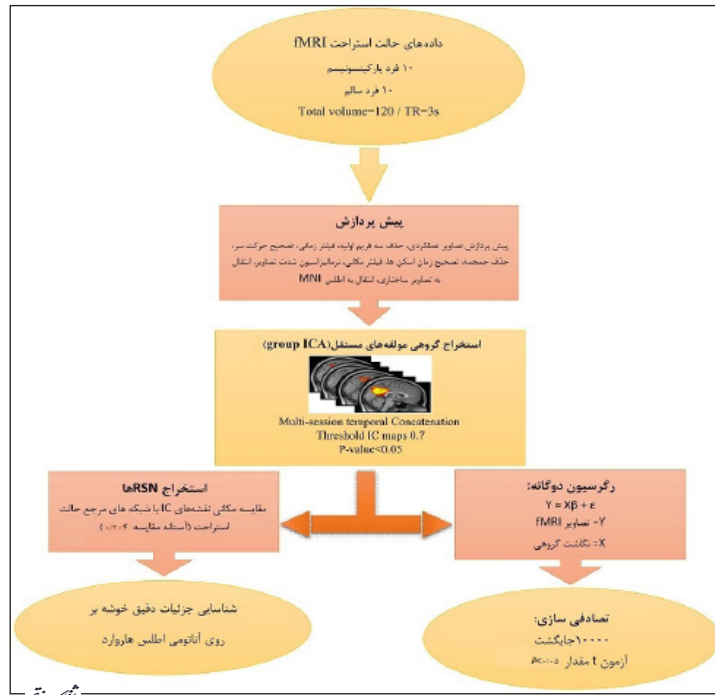 داده‌های حالت استراحت fMRI
۱۰ فرد پارکینسونیسم
۱۰ فرد سالم
Total volume=120 / TR=3s
پیش پردازش
پیش پردازش تصاویر عملکردی، حذف سه فریم اولیه، فیلتر زمانی، تصحیح حرکت سر،
حذف جمجمه، تصحیح زمان اسکن ها، فیلتر مکانی، نرمالیزاسیون شدت تصاویر، انتقال
به تصاویر ساختاری، انتقال به اطلس MNI
استخراج گروهی مولفه‌های مستقل(group ICA)
Multi-session temporal Concatenation
Threshold IC maps 0.7
P-value<0.05
استخراج RSNها
مقایسه مکانی نقشه‌های IC با شبکه های مرجع حالت
استراحت (آستانه مقایسه
شناسایی جزئیات دقیق خوشه بر
روی آناتومی اطلس هاروارد
رگرسیون دوگانه:
Y = Xβ + ε
Y= تصاویر fMRI
X= نگاشت گروهی
تصادفی سازی:
۱۰۰۰۰جایگشت
آزمون t مقدار